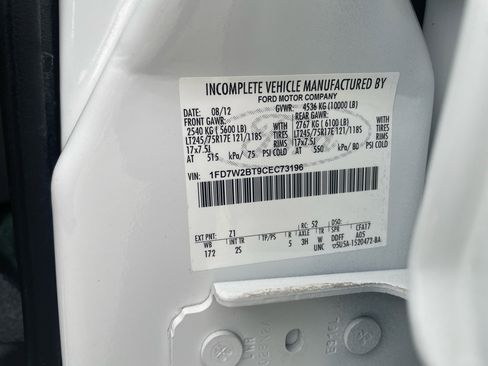 INCOMPLETE VEHICLE MANUFACTURED BY
FORD MOTOR COMPANY
DATE: 08/12 GVWR: 4536 KG (10000 LB)
FRONT GAWR: REAR GAWR:
2540 KG ( 5600 LB) 2767 KG ( 6100 LB)
LT245/75R17E 121/118S TIRES LT245/75R17E 121/118S TIRES
17x7.5J RIMS 17x7.5J RIMS
AT 515 kPa/ 75 PSI COLD AT 550 kPa/ 80 PSI COLD
VIN: 1FD7W2BT9CEC73196
EXT PNT: Z1 RC: 52 DSO:
WB INT TR TP/PS R AXLE TR SPR CFA17
172 2S 5 3H W DDFF A05
UNC